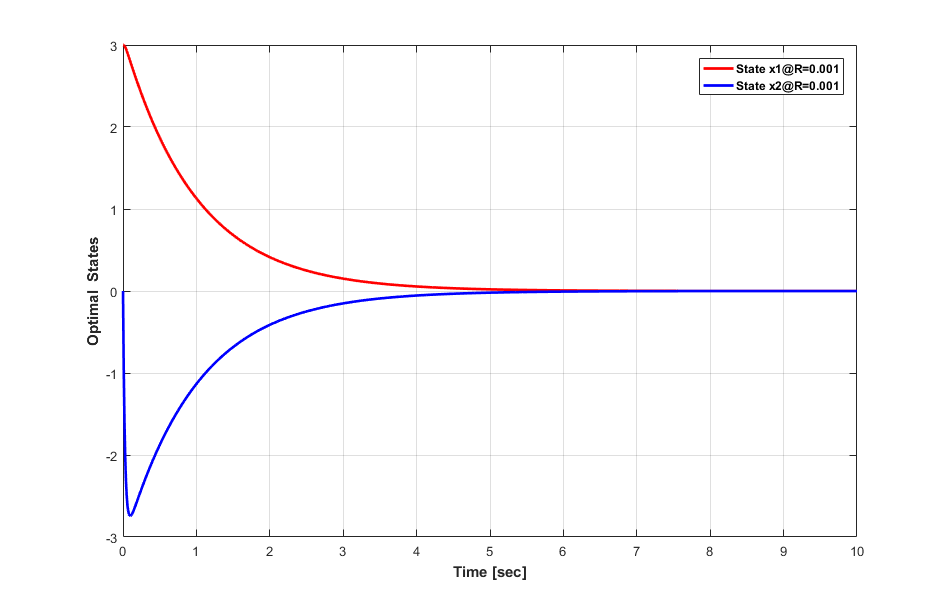 State x1@R=0.001
State x2@R=0.001
3
2
1
0
-1
-2
-3
Optimal States
0 1 2 3 4 5 6 7 8 9 10
Time [sec]